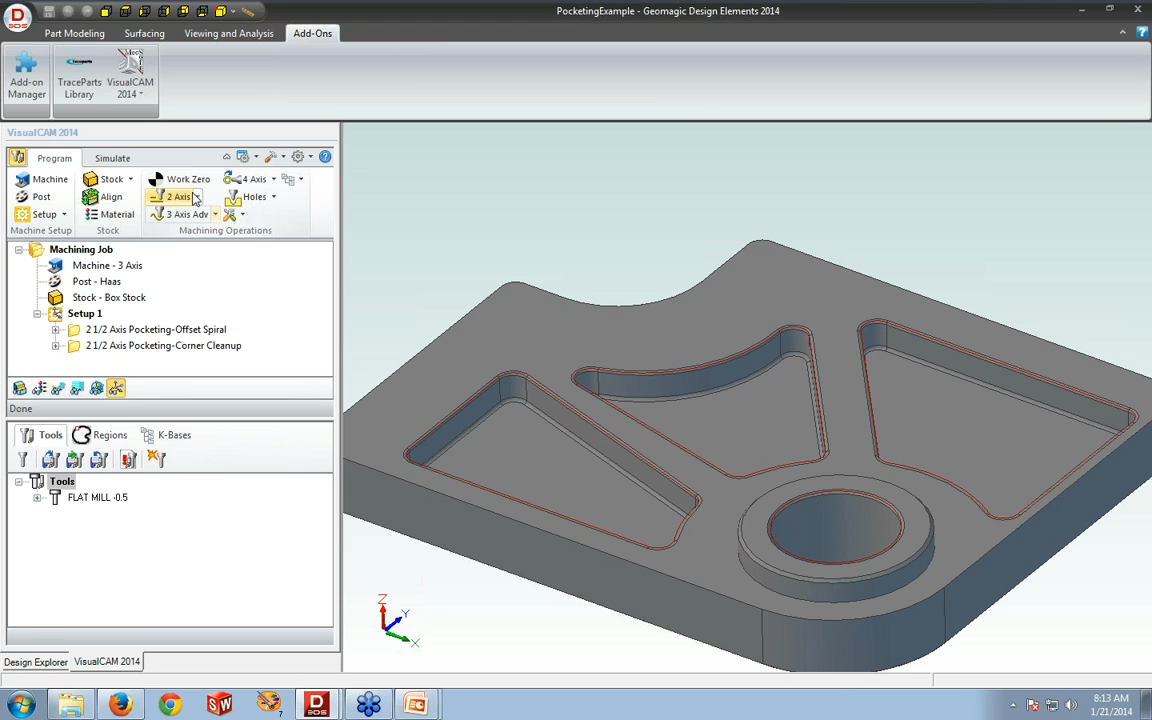 PocketingExample - Geomagic Design Elements 2014
Part Modeling
Surfacing
Viewing and Analysis
Add-Ons
Add-on Manager
TraceParts Library
VisualCAM 2014
VisualCAM 2014
Program
Simulate
Machine
Stock
Work Zero
4 Axis
Post
Align
2 Axis
Holes
Setup
Material
3 Axis Adv
Machine Setup
Stock
Machining Operations
Machining Job
Machine - 3 Axis
Post - Haas
Stock - Box Stock
Setup 1
2 1/2 Axis Pocketing-Offset Spiral
2 1/2 Axis Pocketing-Corner Cleanup
Done
Tools
Regions
K-Bases
Tools
FLAT MILL -0.5
Z
Y
X
Design Explorer
VisualCAM 2014
8:13 AM
1/21/2014